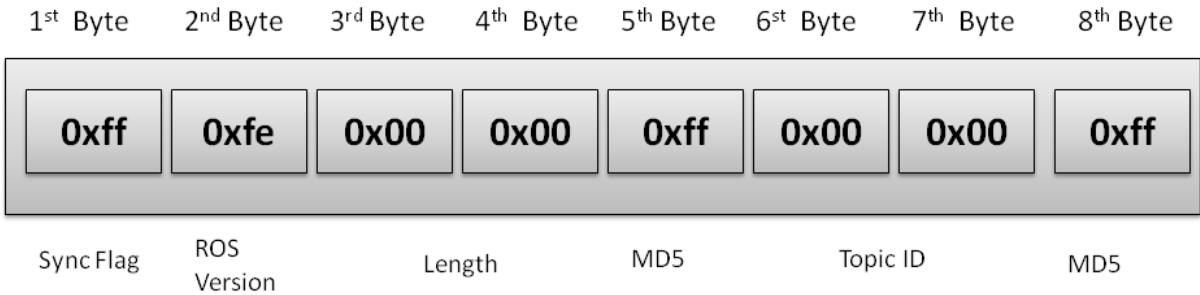 1st Byte 2nd Byte 3rd Byte 4th Byte 5th Byte 6st Byte 7th Byte 8th Byte
0xff 0xfe 0x00 0x00 0xff 0x00 0x00 0xff
Sync Flag ROS Version Length MD5 Topic ID MD5